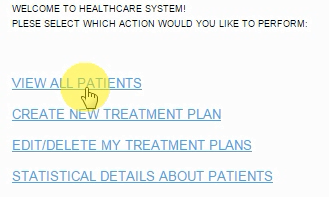 WELCOME TO HEALTHCARE SYSTEM!
PLESE SELECT WHICH ACTION WOULD YOU LIKE TO PERFORM:
VIEW ALL PATIENTS
CREATE NEW TREATMENT PLAN
EDIT/DELETE MY TREATMENT PLANS
STATISTICAL DETAILS ABOUT PATIENTS